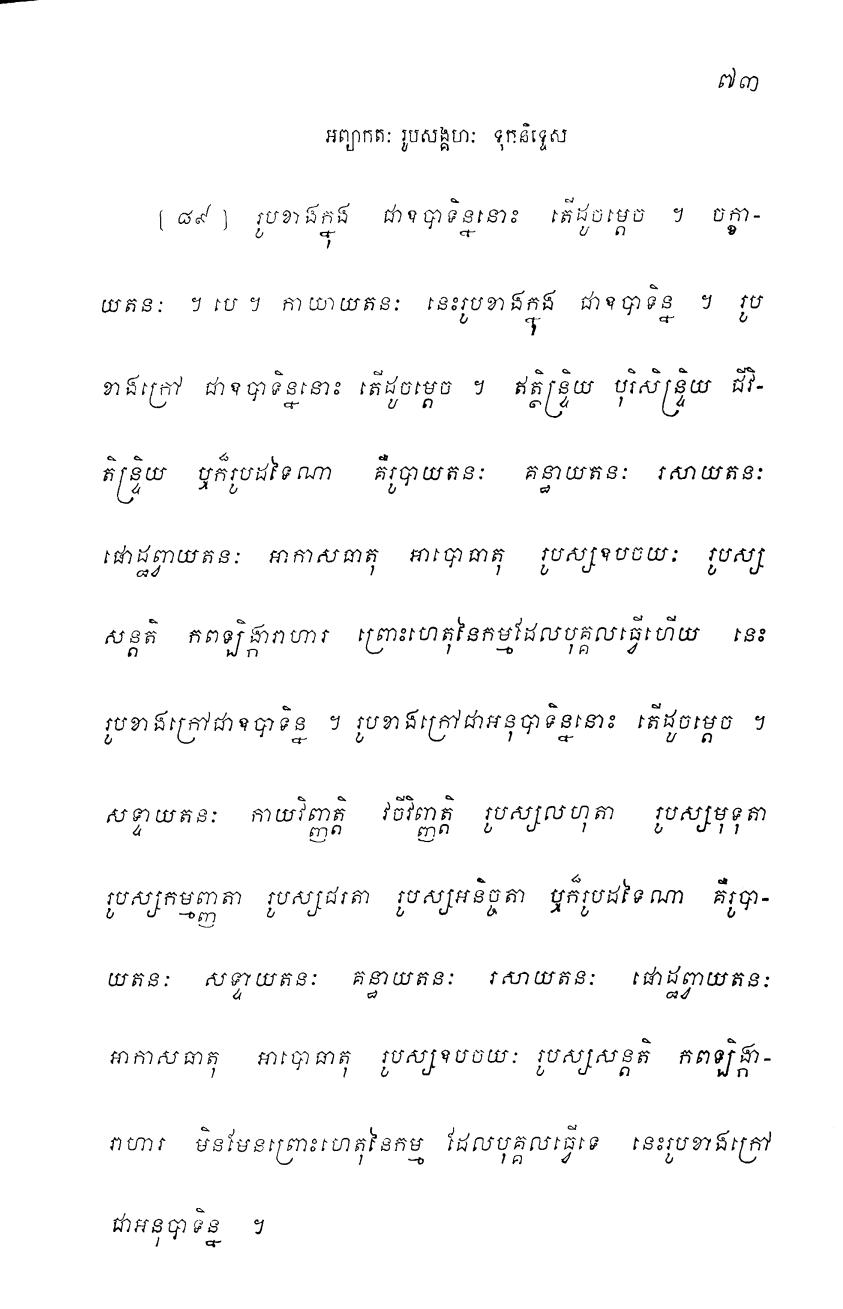 ៧៣
អព្យាកតៈ រូបសង្គហៈ ទុកនិទ្ទេស
[៨៩] រូបខាងក្នុង ជាឧបាទិន្ននោះ តើដូចម្តេច ។ ចក្ខា-
យតនៈ ។ បេ ។ កាយាយតនៈ នេះរូបខាងក្នុង ជាឧបាទិន្ន ។ រូប
ខាងក្រៅ ជាឧបាទិន្ននោះ តើដូចម្តេច ។ ឥត្ថិន្ទ្រិយ បុរិសិន្ទ្រិយ ជីវិ-
តិន្ទ្រិយ ឬក៏រូបដទៃណា គឺរូបាយតនៈ គន្ធាយតនៈ រសាយតនៈ
ផោដ្ឋព្វាយតនៈ អាកាសធាតុ អាបោធាតុ រូបស្សឧបចយៈ រូបស្ស
សន្តតិ កពឡិង្ការាហារ ព្រោះហេតុនៃកម្មដែលបុគ្គលធ្វើហើយ នេះ
រូបខាងក្រៅជាឧបាទិន្ន ។ រូបខាងក្រៅជាអនុបាទិន្ននោះ តើដូចម្តេច ។
សទ្ទាយតនៈ កាយវិញ្ញត្តិ វចីវិញ្ញត្តិ រូបស្សលហុតា រូបស្សមុទុតា
រូបស្សកម្មញ្ញតា រូបស្សជរតា រូបស្សអនិច្ចតា ឬក៏រូបដទៃណា គឺរូបា-
យតនៈ សទ្ទាយតនៈ គន្ធាយតនៈ រសាយតនៈ ផោដ្ឋព្វាយតនៈ
អាកាសធាតុ អាបោធាតុ រូបស្សឧបចយៈ រូបស្សសន្តតិ កពឡិង្កា-
រាហារ មិនមែនព្រោះហេតុនៃកម្ម ដែលបុគ្គលធ្វើទេ នេះរូបខាងក្រៅ
ជាអនុបាទិន្ន ។